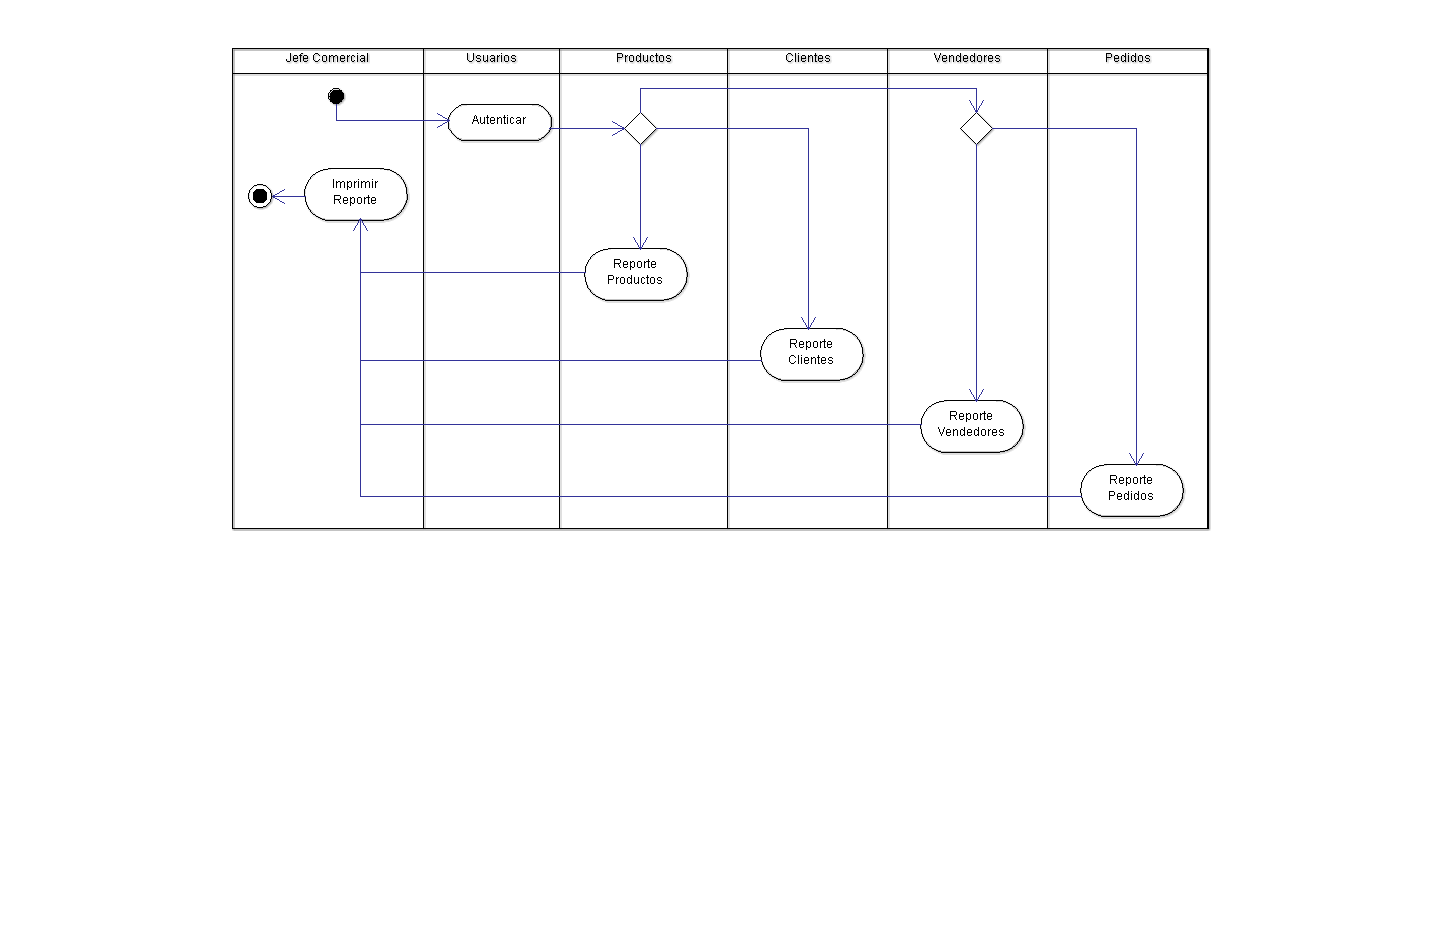 Jefe Comercial
Usuarios
Productos
Clientes
Vendedores
Pedidos
Autenticar
Imprimir
Reporte
Reporte
Productos
Reporte
Clientes
Reporte
Vendedores
Reporte
Pedidos